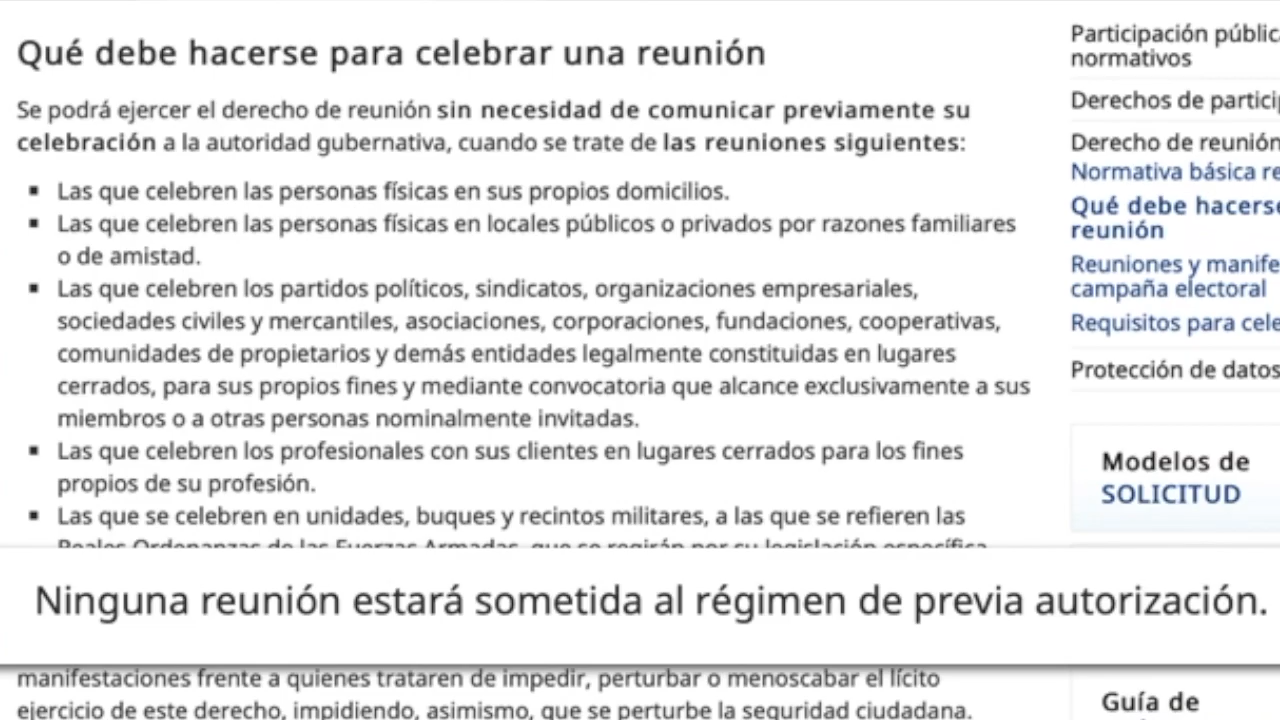 Qué debe hacerse para celebrar una reunión
Se podrá ejercer el derecho de reunión sin necesidad de comunicar previamente su
celebración a la autoridad gubernativa, cuando se trate de las reuniones siguientes:
▪ Las que celebren las personas físicas en sus propios domicilios.
▪ Las que celebren las personas físicas en locales públicos o privados por razones familiares
o de amistad.
▪ Las que celebren los partidos políticos, sindicatos, organizaciones empresariales,
sociedades civiles y mercantiles, asociaciones, corporaciones, fundaciones, cooperativas,
comunidades de propietarios y demás entidades legalmente constituidas en lugares
cerrados, para sus propios fines y mediante convocatoria que alcance exclusivamente a sus
miembros o a otras personas nominalmente invitadas.
▪ Las que celebren los profesionales con sus clientes en lugares cerrados para los fines
propios de su profesión.
▪ Las que se celebren en unidades, buques y recintos militares, a las que se refieren las
Reales Ordenanzas de las Fuerzas Armadas, que se regirán por su legislación específica.
Ninguna reunión estará sometida al régimen de previa autorización.
manifestaciones frente a quienes trataren de impedir, perturbar o menoscabar el lícito
ejercicio de este derecho, impidiendo, asimismo, que se perturbe la seguridad ciudadana.
Participación públic
normativos
Derechos de partici
Derecho de reunión
Normativa básica re
Qué debe hacerse
reunión
Reuniones y manife
campaña electoral
Requisitos para cele
Protección de datos
Modelos de
SOLICITUD
Guía de